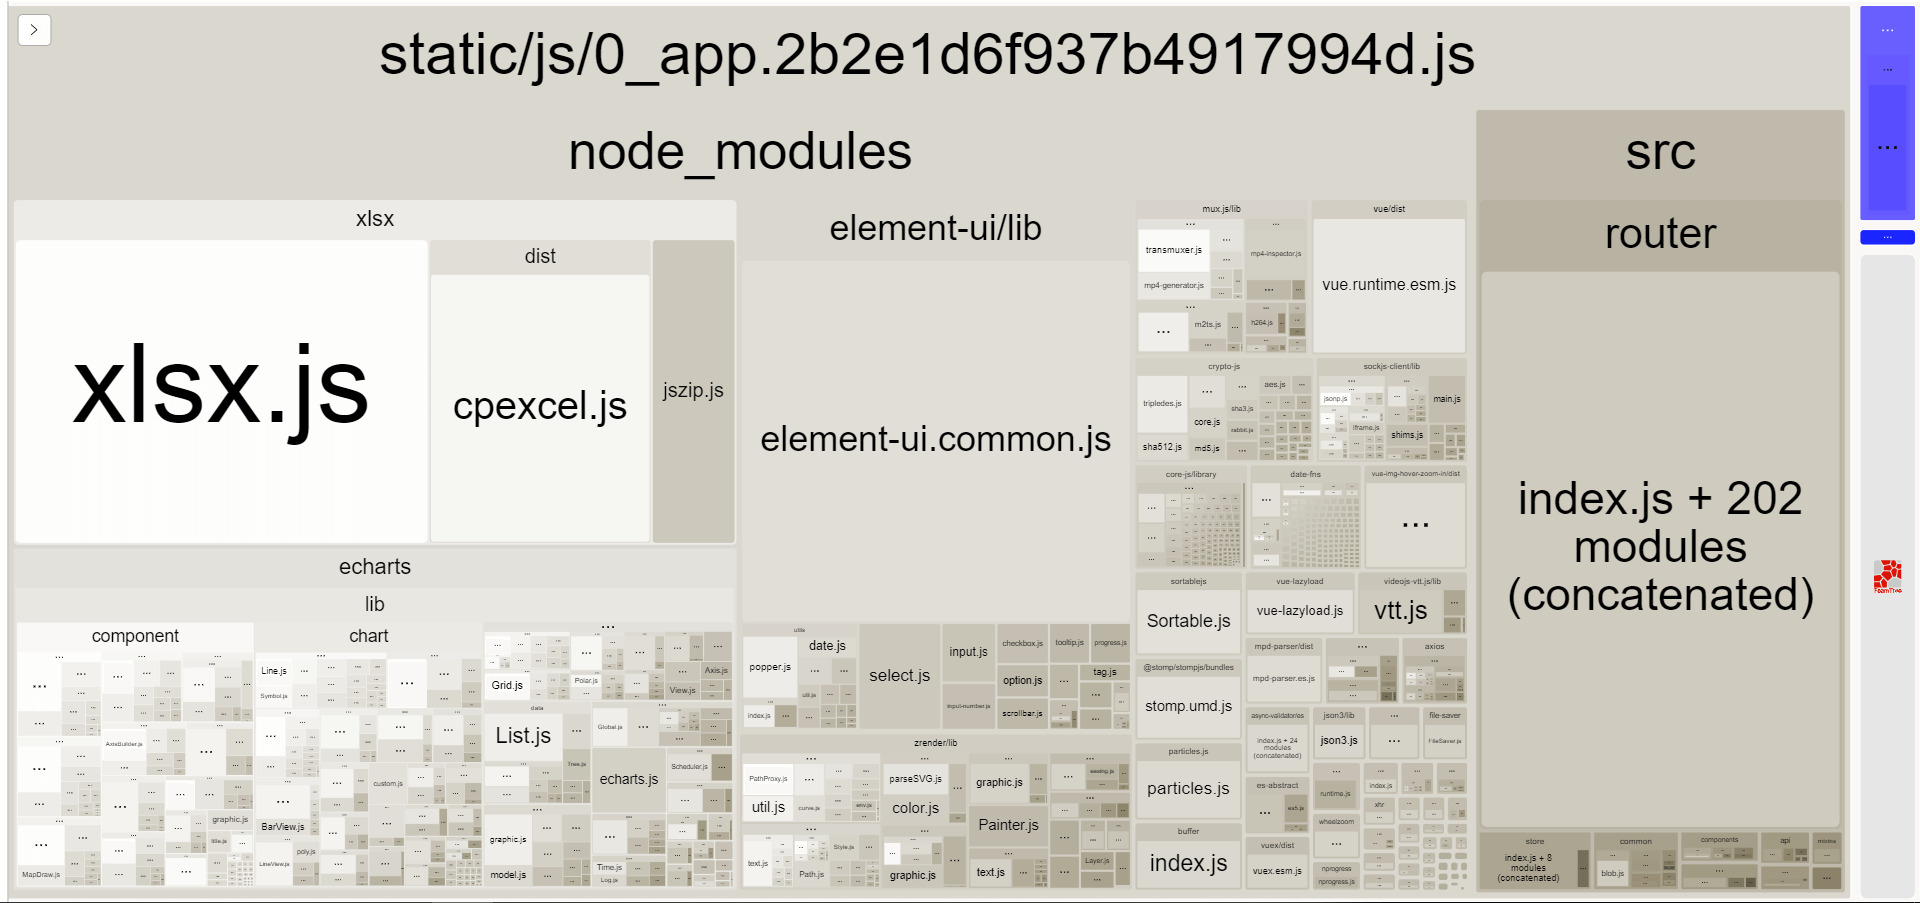 static/js/0_app.2b2e1d6f937b4917994d.js
node_modules
src
xlsx
xlsx.js
dist
cpexcel.js
jszip.js
echarts
lib
component
AxisBuilder.js
graphic.js
title.js
MapDraw.js
chart
Line.js
Symbol.js
custom.js
BarView.js
poly.js
LineView.js
...
Grid.js
Polar.js
Axis.js
View.js
data
List.js
Tree.js
graphic.js
model.js
Global.js
echarts.js
Scheduler.js
Time.js
Log.js
element-ui/lib
element-ui.common.js
utils
popper.js
date.js
util.js
index.js
select.js
input.js
input-number.js
checkbox.js
tooltip.js
progress.js
option.js
tag.js
scrollbar.js
zrender/lib
PathProxy.js
util.js
curve.js
env.js
text.js
Style.js
Path.js
parseSVG.js
color.js
graphic.js
graphic.js
easing.js
Painter.js
text.js
Layer.js
mux.js/lib
transmuxer.js
mp4-generator.js
mp4-inspector.js
m2ts.js
h264.js
vue/dist
vue.runtime.esm.js
crypto-js
tripledes.js
aes.js
sha3.js
core.js
rabbit.js
sha512.js
md5.js
sockjs-client/lib
jsonp.js
main.js
iframe.js
shims.js
core-js/library
date-fns
vue-img-hover-zoom-in/dist
...
sortablejs
Sortable.js
vue-lazyload
vue-lazyload.js
videojs-vtt.js/lib
vtt.js
@stomp/stompjs/bundles
stomp.umd.js
mpd-parser/dist
mpd-parser.es.js
axios
async-validator/es
index.js + 24
modules
(concatenated)
json3/lib
json3.js
file-saver
FileSaver.js
particles.js
particles.js
es-abstract
es5.js
runtime.js
index.js
xhr
wheelzoom
buffer
index.js
vuex/dist
vuex.esm.js
nprogress
nprogress.js
router
index.js + 202
modules
(concatenated)
store
index.js + 8
modules
(concatenated)
common
blob.js
components
api
mixins
...
...
...
...
FoamTree